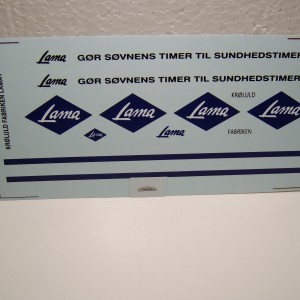 Lama GØR SØVNENS TIMER TIL SUNDHEDSTIMER
Lama GØR SØVNENS TIMER TIL SUNDHEDSTIMER
KRØLULD FABRIKEN LAMA
KRØLULD
Lama Lama Lama Lama
Lama Lama FABRIKEN